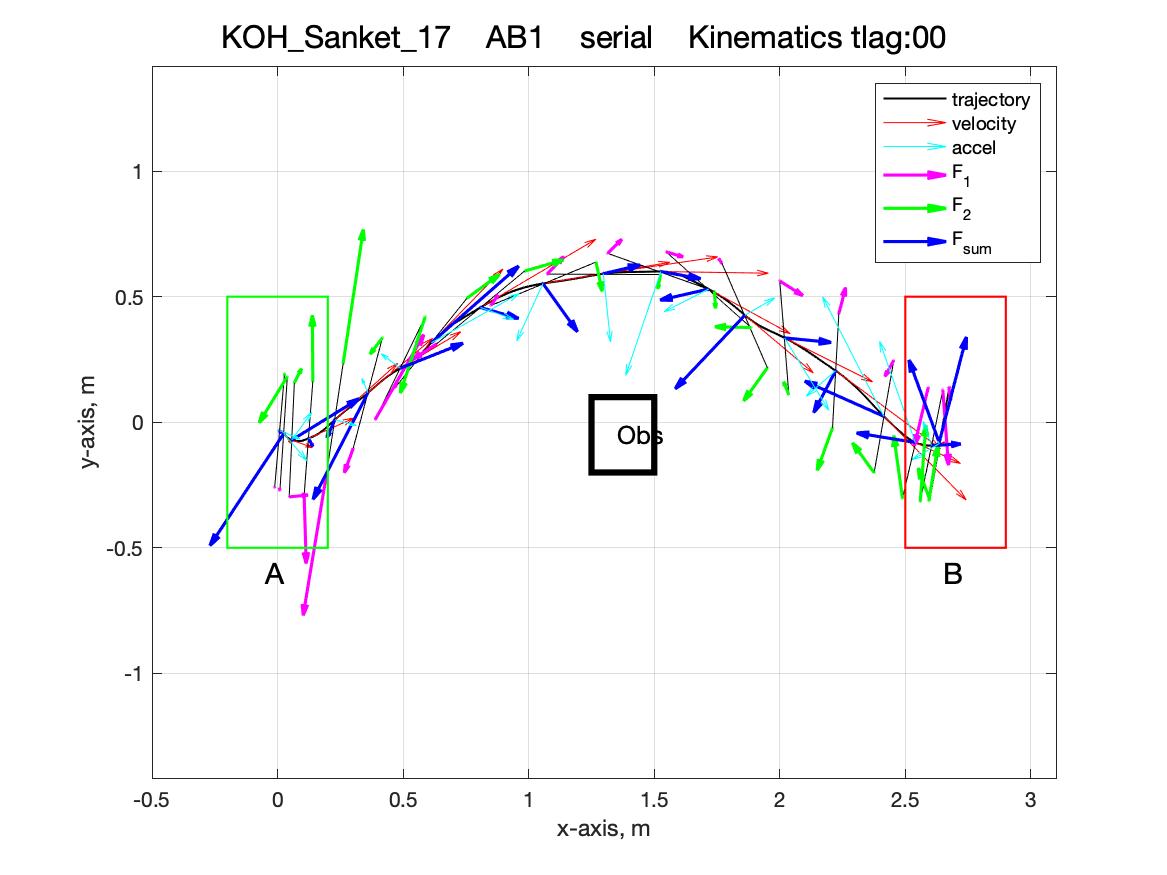 KOH_Sanket_17 AB1 serial Kinematics tlag:00
trajectory
velocity
accel
F1
F2
Fsum
1
0.5
0
-0.5
-1
y-axis, m
Obs
A
B
-0.5 0 0.5 1 1.5 2 2.5 3
x-axis, m